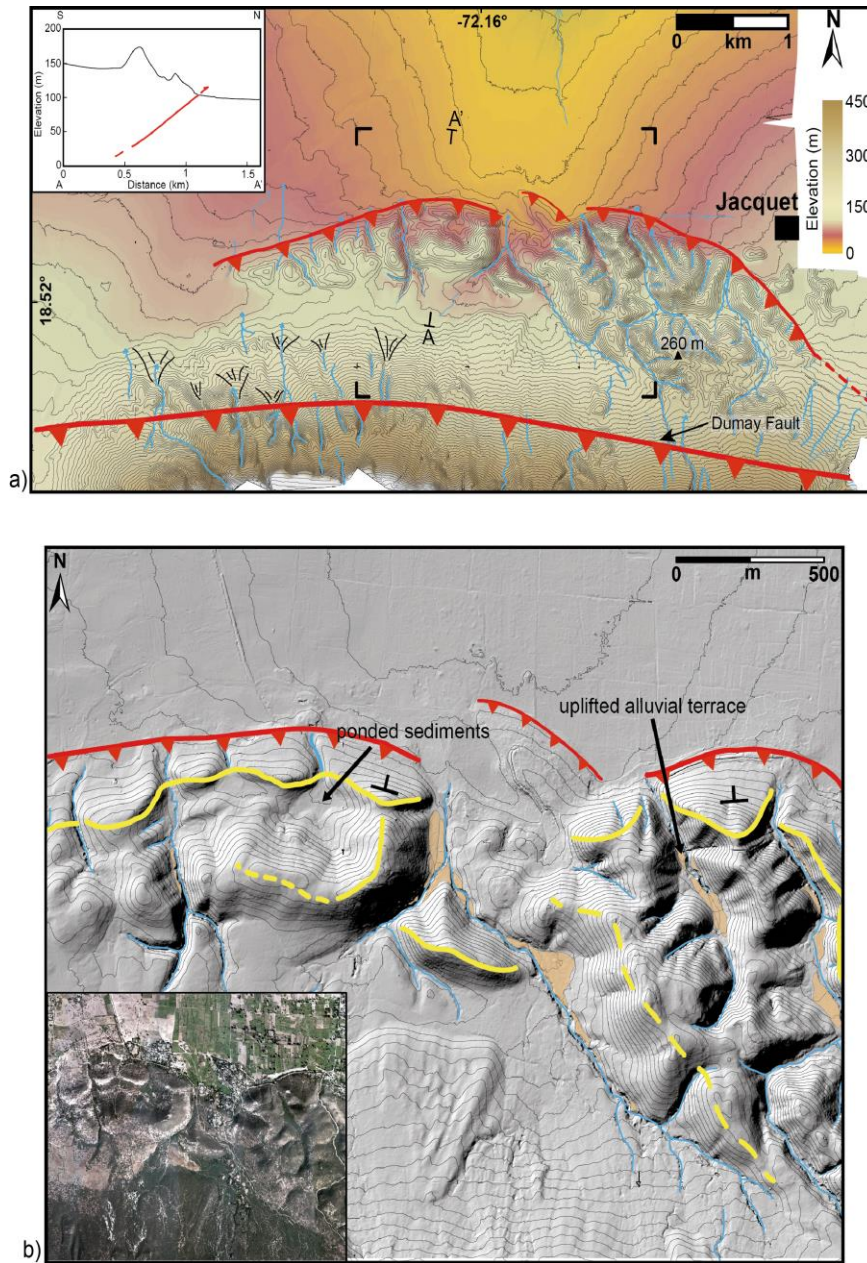 S N
200
150
100
50
0
Elevation (m)
0 0.5 1 1.5
A Distance (km) A'
-72.16°
0 km 1
N
A'
450
300
150
0
Elevation (m)
Jacquet
18.52°
A
260 m
Dumay Fault
a)
N
0 m 500
uplifted alluvial terrace
ponded sediments
b)